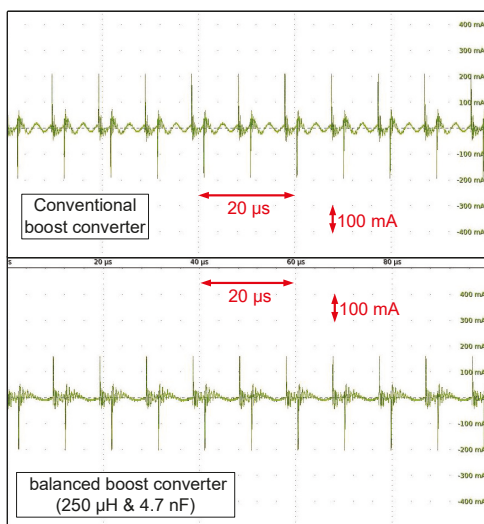 400 mA
300 mA
200 mA
100 mA
-100 mA
-200 mA
-300 mA
-400 mA
20 µs
100 mA
Conventional
boost converter
s 20 µs 40 µs 60 µs 80 µs
20 µs
100 mA
400 mA
300 mA
200 mA
100 mA
-100 mA
-200 mA
-300 mA
-400 mA
balanced boost converter
(250 µH & 4.7 nF)